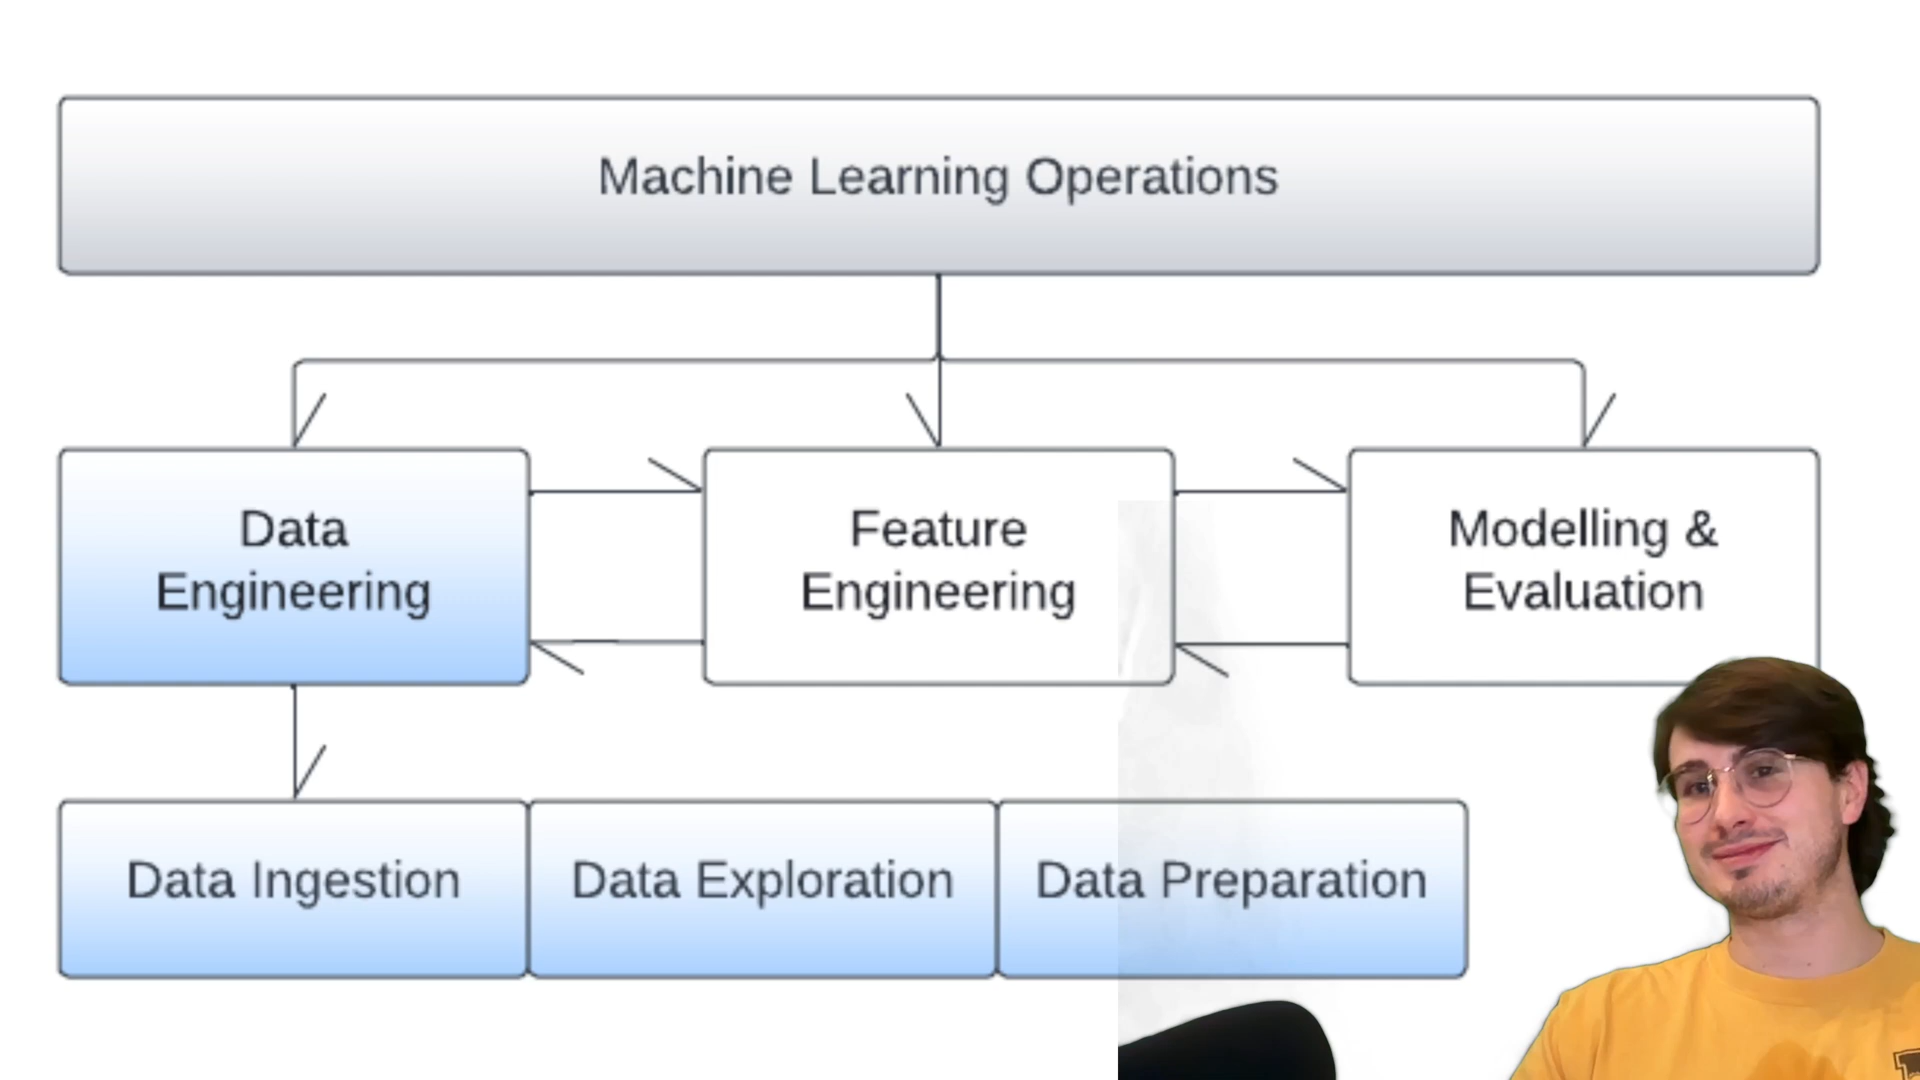 Machine Learning Operations
Data
Engineering
Feature
Engineering
Modelling &
Evaluation
Data Ingestion
Data Exploration
Data Preparation